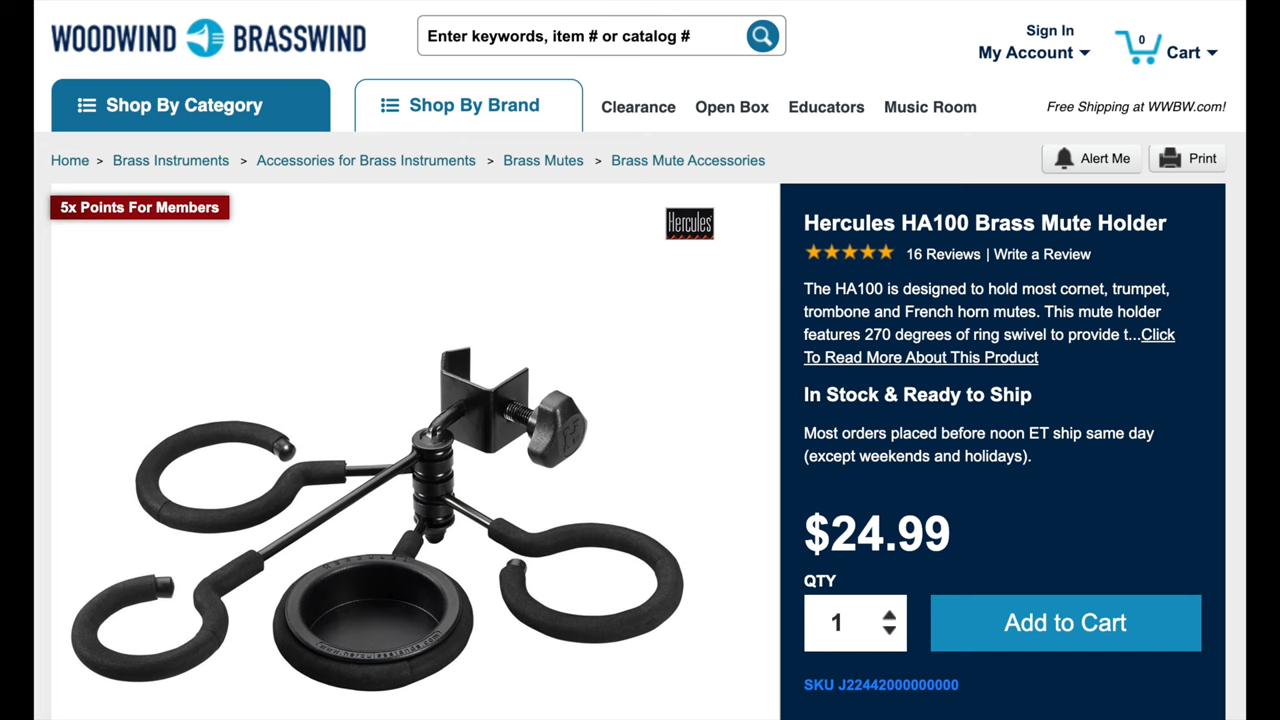 WOODWIND BRASSWIND
Enter keywords, item # or catalog #
Sign In
My Account
0
Cart
Shop By Category
Shop By Brand
Clearance
Open Box
Educators
Music Room
Free Shipping at WWBW.com!
Home > Brass Instruments > Accessories for Brass Instruments > Brass Mutes > Brass Mute Accessories
Alert Me
Print
5x Points For Members
Hercules
Hercules HA100 Brass Mute Holder
16 Reviews | Write a Review
The HA100 is designed to hold most cornet, trumpet,
trombone and French horn mutes. This mute holder
features 270 degrees of ring swivel to provide t...Click
To Read More About This Product
In Stock & Ready to Ship
Most orders placed before noon ET ship same day
(except weekends and holidays).
$24.99
QTY
1
Add to Cart
SKU J22442000000000